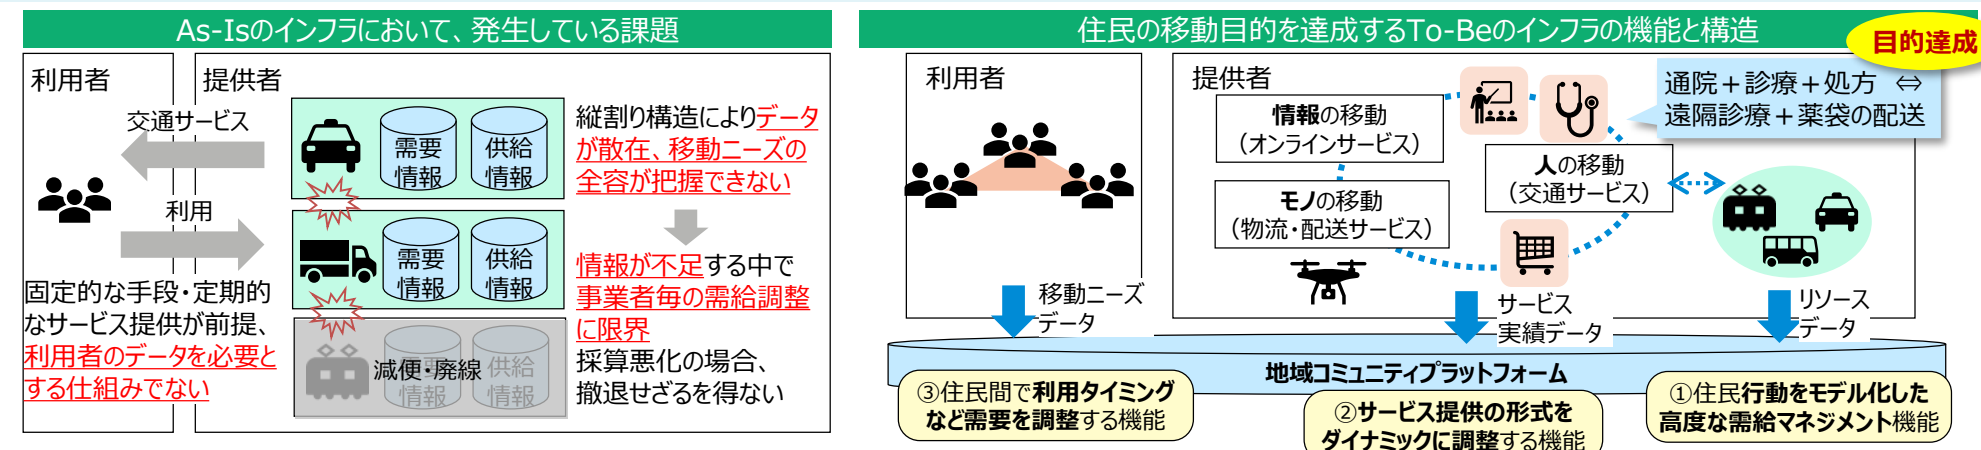 As-Isのインフラにおいて、発生している課題
利用者
提供者
交通サービス
利用
固定的な手段・定期的
なサービス提供が前提、
利用者のデータを必要と
する仕組みでない
需要
情報
供給
情報
需要
情報
供給
情報
減便・廃線
需要
情報
供給
情報
縦割り構造によりデータ
が散在、移動ニーズの
全容が把握できない
情報が不足する中で
事業者毎の需給調整
に限界
採算悪化の場合、
撤退せざるを得ない
住民の移動目的を達成するTo-Beのインフラの機能と構造
目的達成
利用者
提供者
情報の移動
（オンラインサービス）
モノの移動
（物流・配送サービス）
人の移動
（交通サービス）
通院＋診療＋処方 ⇔
遠隔診療＋薬袋の配送
移動ニーズ
データ
サービス
実績データ
リソース
データ
地域コミュニティプラットフォーム
③住民間で利用タイミング
など需要を調整する機能
②サービス提供の形式を
ダイナミックに調整する機能
①住民行動をモデル化した
高度な需給マネジメント機能